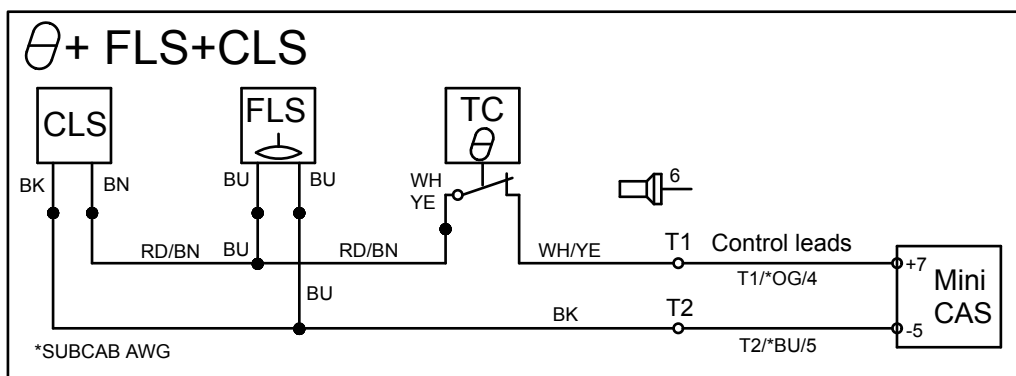 + FLS+CLS
CLS
FLS
TC
BK
BN
BU
BU
WH
YE
6
RD/BN
BU
RD/BN
WH/YE
T1
Control leads
T1/*OG/4
+7
Mini
CAS
BU
BK
T2
-5
T2/*BU/5
*SUBCAB AWG